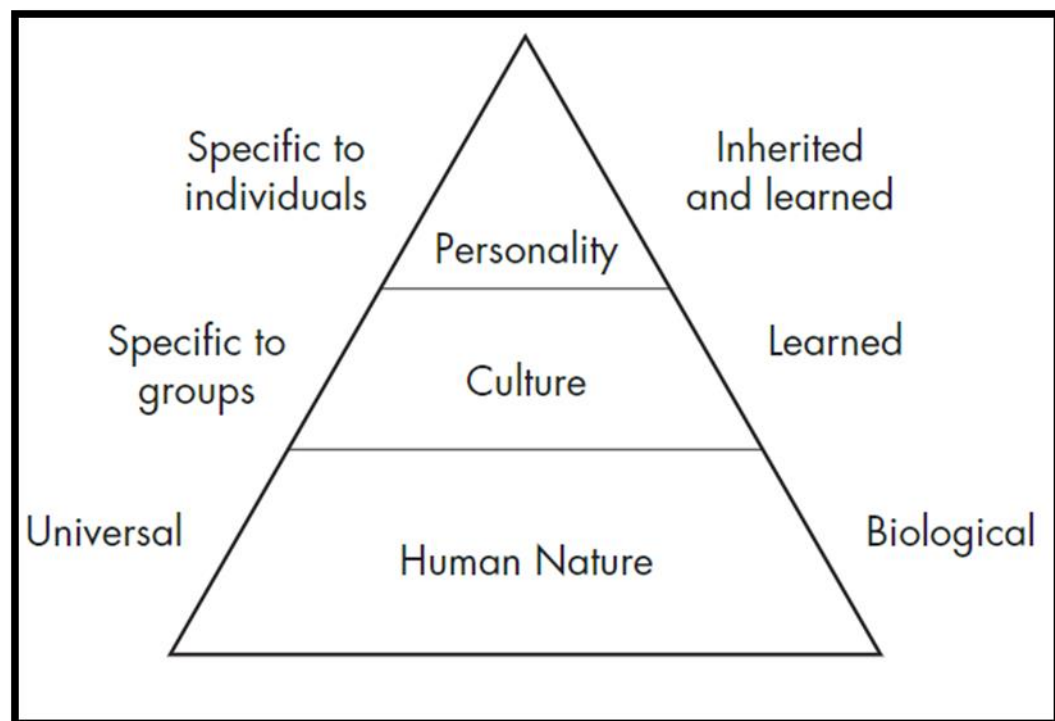 Specific to
individuals
Inherited
and learned
Personality
Specific to
groups
Learned
Culture
Universal
Biological
Human Nature